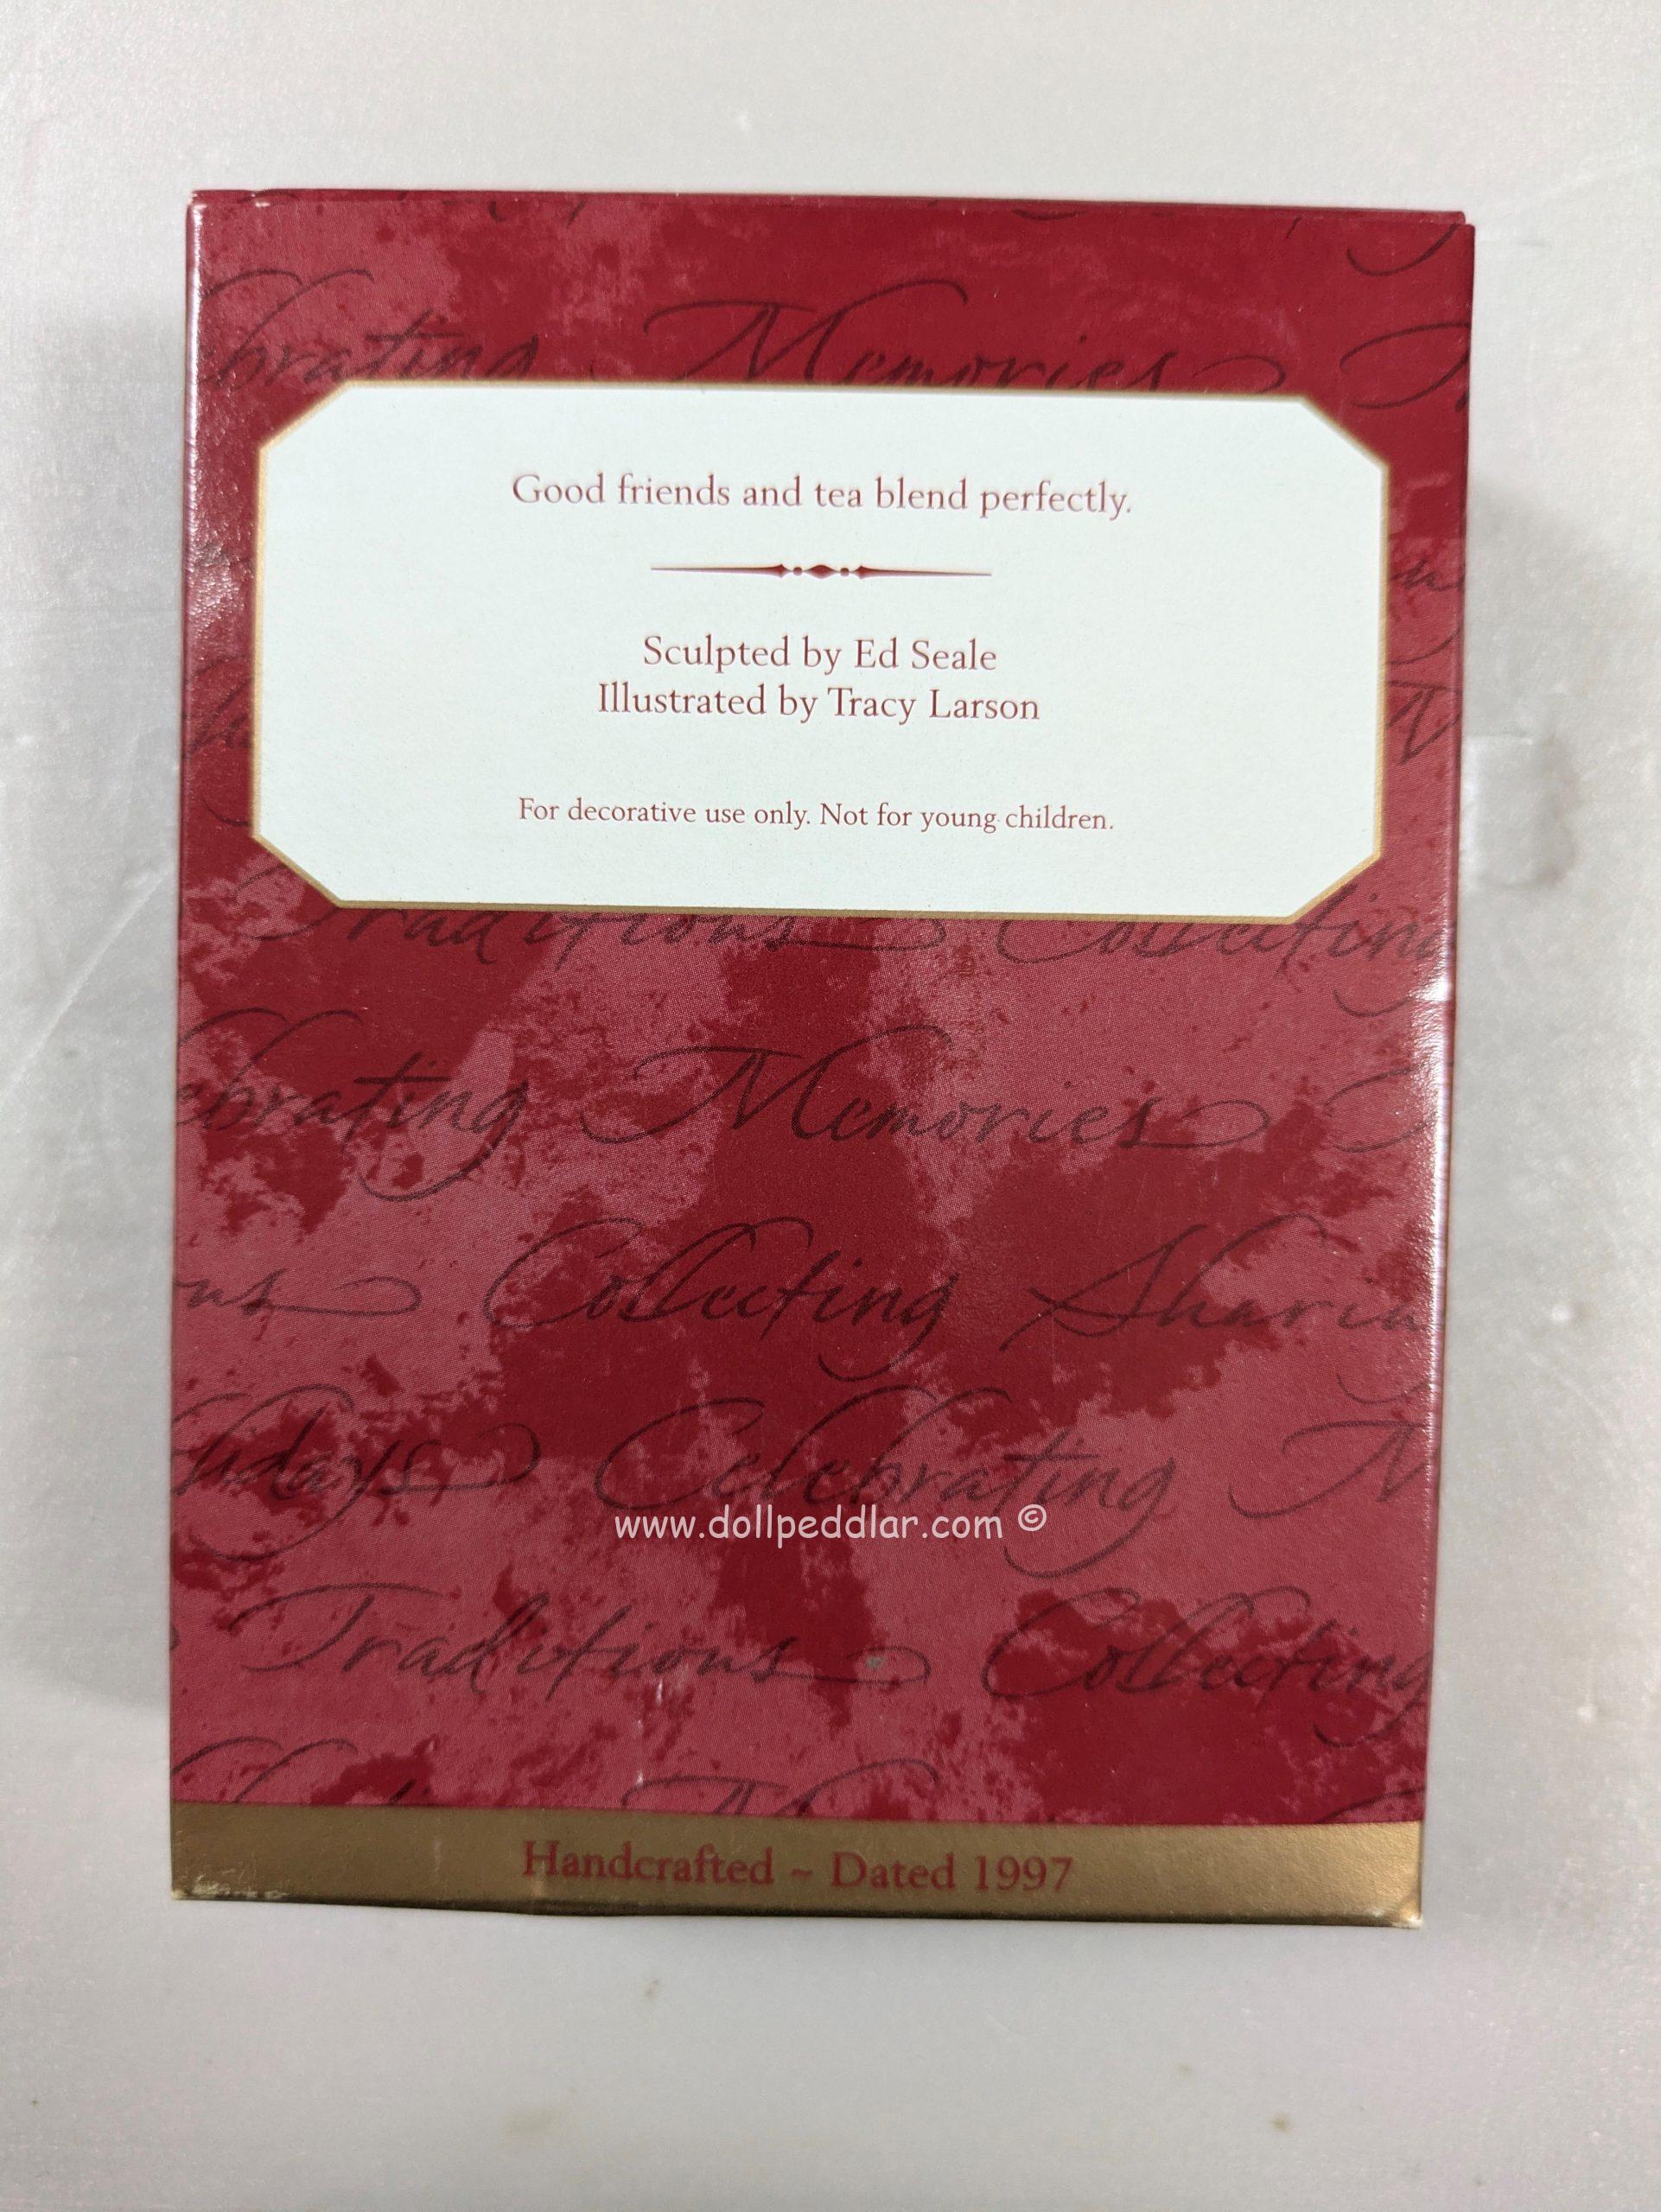 Memories
Good friends and tea blend perfectly.
Sculpted by Ed Seale
Illustrated by Tracy Larson
For decorative use only. Not for young children.
Traditions Collecting
Memories
Collecting
Celebrating
www.dollpeddlar.com ©
Traditions Collecting
Handcrafted ~ Dated 1997